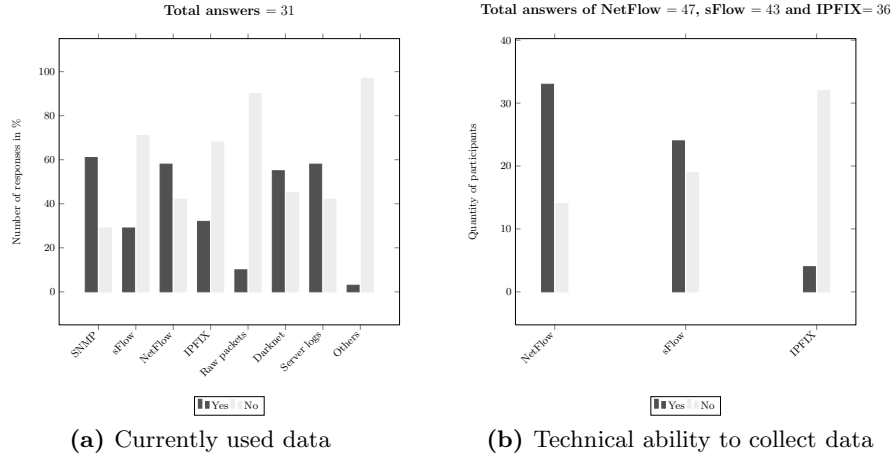 Total answers = 31
Number of responses in %
100
80
60
40
20
0
SNMP
sFlow
NetFlow
IPFIX
Raw packets
Darknet
Server logs
Others
Yes No
(a) Currently used data
Total answers of NetFlow = 47, sFlow = 43 and IPFIX= 36
Quantity of participants
40
30
20
10
0
NetFlow
sFlow
IPFIX
Yes No
(b) Technical ability to collect data